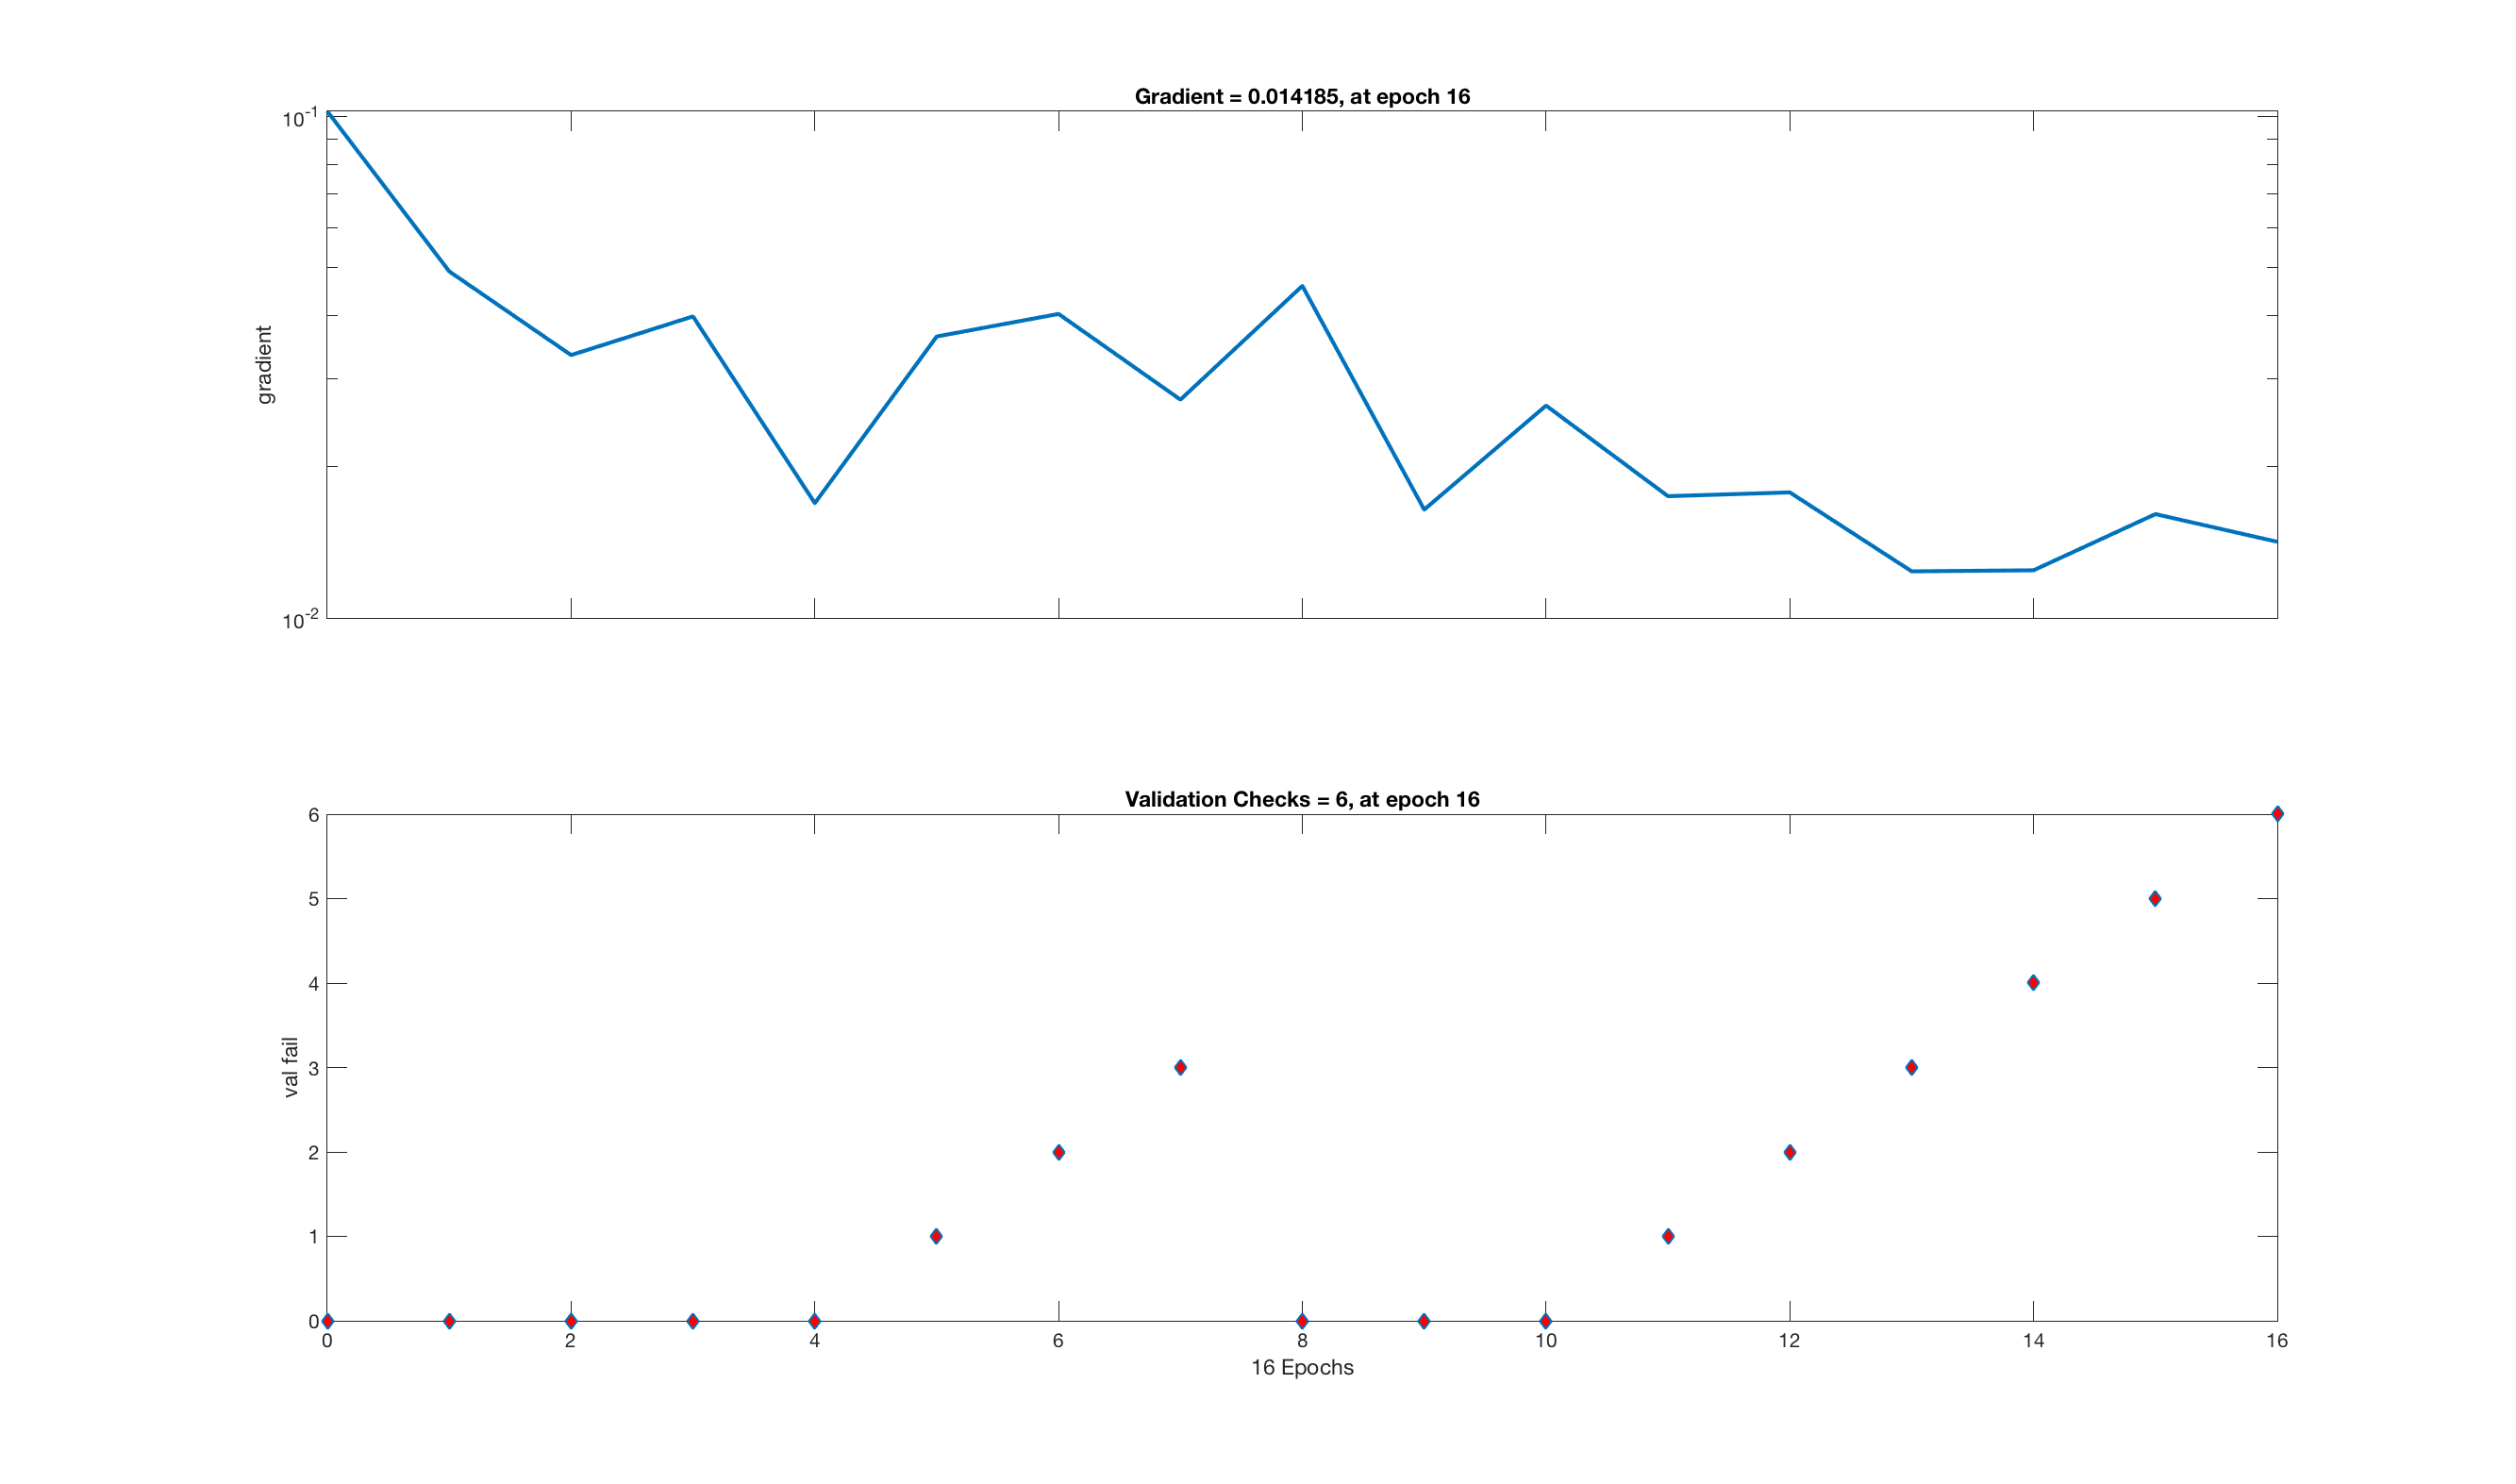 Gradient = 0.014185, at epoch 16
10-1
gradient
10-2
Validation Checks = 6, at epoch 16
6
5
4
3
2
1
0
val fail
0 2 4 6 8 10 12 14 16
16 Epochs